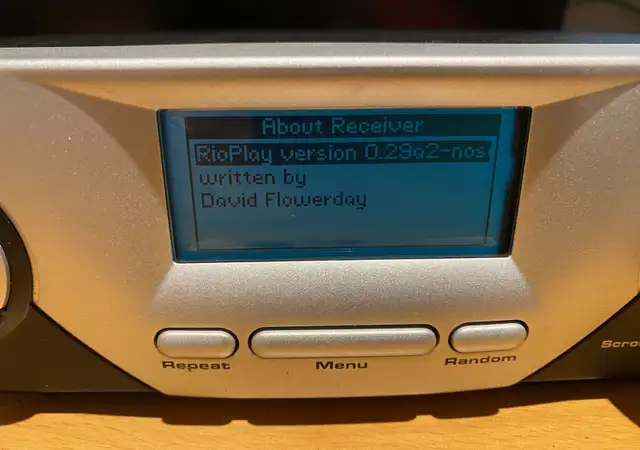 About Receiver
RioPlay version 0.29a2-nos
written by
David Flowerday
Repeat
Menu
Random